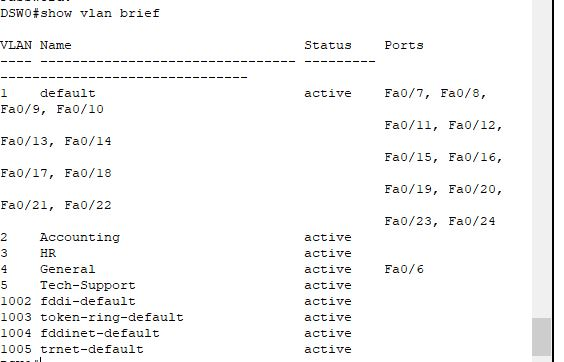 DSW0#show vlan brief
VLAN Name                             Status    Ports
---- -------------------------------- ---------
-------------------------------
1    default                          active    Fa0/7, Fa0/8,
Fa0/9, Fa0/10
                                                Fa0/11, Fa0/12,
Fa0/13, Fa0/14
                                                Fa0/15, Fa0/16,
Fa0/17, Fa0/18
                                                Fa0/19, Fa0/20,
Fa0/21, Fa0/22
                                                Fa0/23, Fa0/24
2    Accounting                       active
3    HR                               active
4    General                          active    Fa0/6
5    Tech-Support                     active
1002 fddi-default                     active
1003 token-ring-default               active
1004 fddinet-default                  active
1005 trnet-default                    active